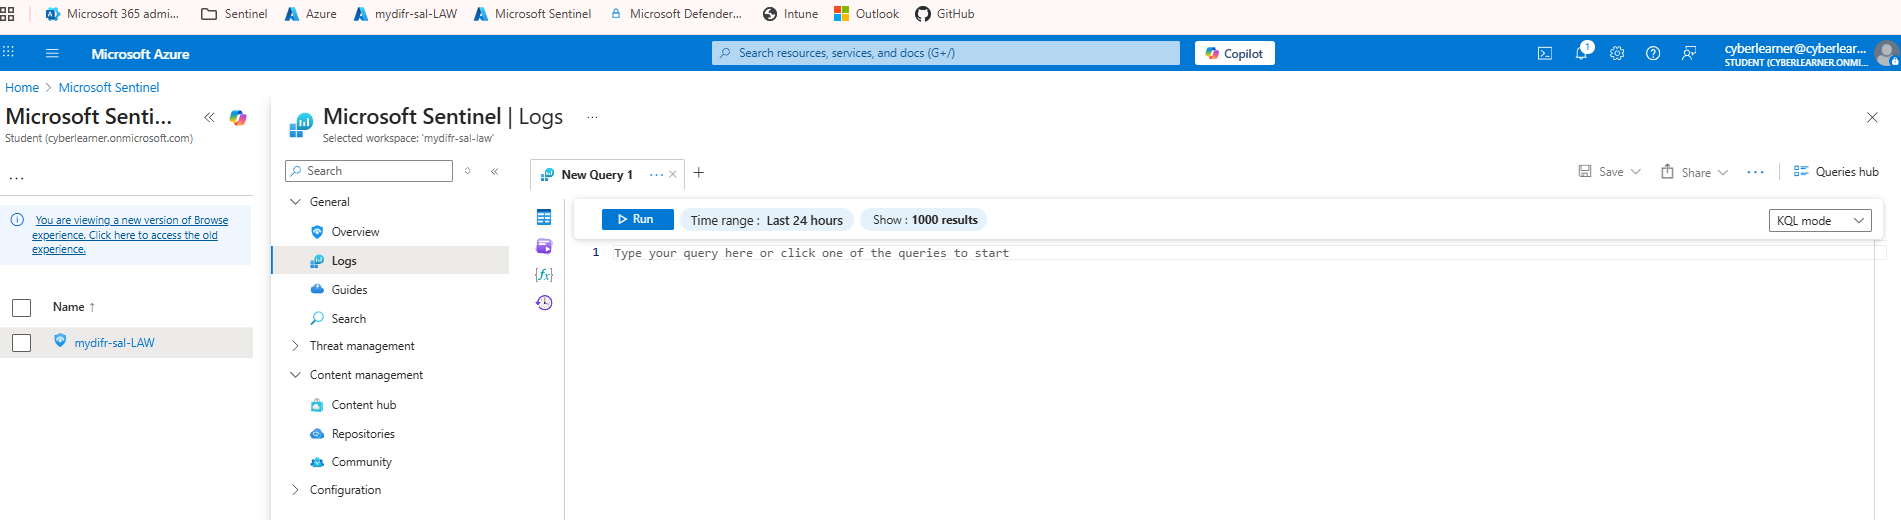 Microsoft 365 admi...
Sentinel
Azure
mydifr-sal-LAW
Microsoft Sentinel
Microsoft Defender...
Intune
Outlook
GitHub
Microsoft Azure
Search resources, services, and docs (G+/)
Copilot
1
cyberlearner@cyberlear...
STUDENT (CYBERLEARNER.ONMI...
Home > Microsoft Sentinel
Microsoft Senti...
Student (cyberlearner.onmicrosoft.com)
...
You are viewing a new version of Browse
experience. Click here to access the old
experience.
Name ↑
mydifr-sal-LAW
Microsoft Sentinel | Logs ...
Selected workspace: 'mydifr-sal-law'
Search
General
Overview
Logs
Guides
Search
Threat management
Content management
Content hub
Repositories
Community
Configuration
New Query 1 ...
Save
Share
...
Queries hub
Run
Time range : Last 24 hours
Show : 1000 results
KQL mode
{fx}
1 Type your query here or click one of the queries to start